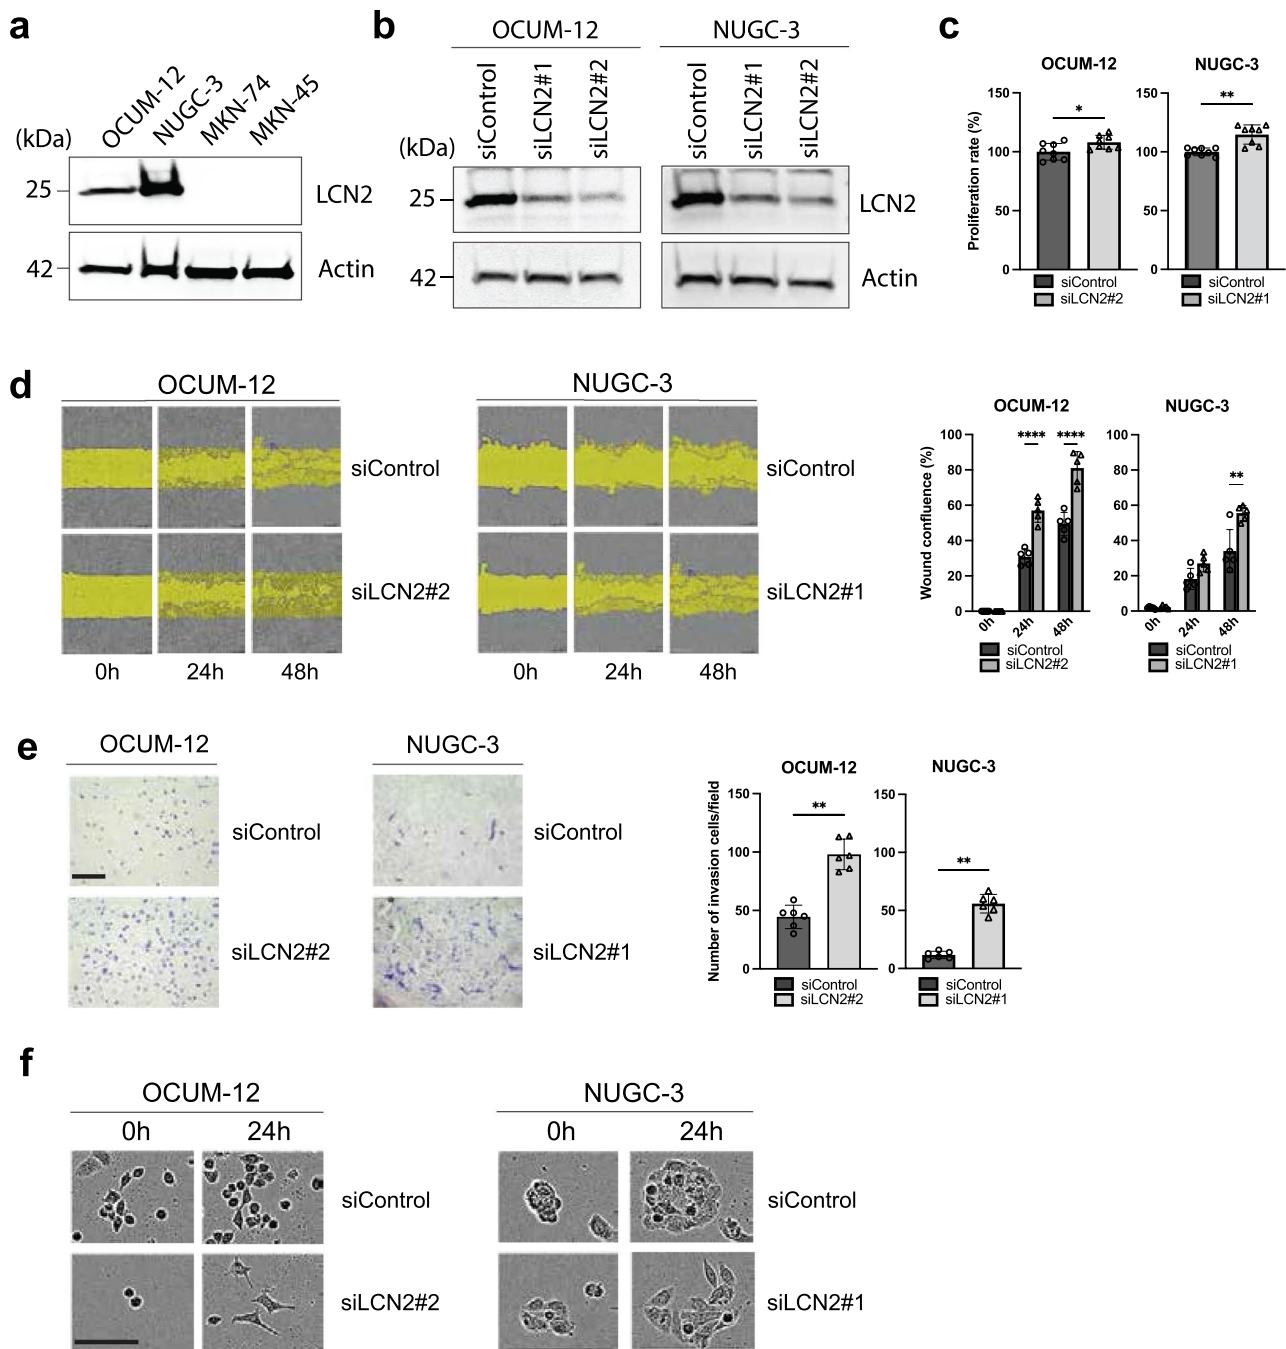 a
OCUM-12
NUGC-3
MKN-74
MKN-45
(kDa)
25
LCN2
42
Actin
b
OCUM-12
NUGC-3
siControl
siLCN2#1
siLCN2#2
siControl
siLCN2#1
siLCN2#2
(kDa)
25
LCN2
42
Actin
c
OCUM-12
NUGC-3
Proliferation rate (%)
150
100
50
0
*
150
100
50
0
**
siControl
siLCN2#2
siControl
siLCN2#1
d
OCUM-12
NUGC-3
siControl
siControl
siLCN2#2
siLCN2#1
0h
24h
48h
0h
24h
48h
OCUM-12
NUGC-3
Wound confluence (%)
100
80
60
40
20
0
****
****
0h
24h
48h
100
80
60
40
20
0
**
0h
24h
48h
siControl
siLCN2#2
siControl
siLCN2#1
e
OCUM-12
NUGC-3
siControl
siControl
siLCN2#2
siLCN2#1
OCUM-12
NUGC-3
Number of invasion cells/field
150
100
50
0
**
150
100
50
0
**
siControl
siLCN2#2
siControl
siLCN2#1
f
OCUM-12
NUGC-3
0h
24h
0h
24h
siControl
siControl
siLCN2#2
siLCN2#1